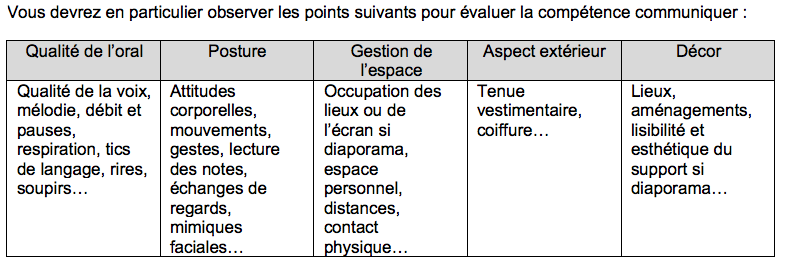 Vous devrez en particulier observer les points suivants pour évaluer la compétence communiquer :
Qualité de l'oral
Posture
Gestion de
l'espace
Aspect extérieur
Décor
Qualité de la voix,
mélodie, débit et
pauses,
respiration, tics
de langage, rires,
soupirs…
Attitudes
corporelles,
mouvements,
gestes, lecture
des notes,
échanges de
regards,
mimiques
faciales…
Occupation des
lieux ou de
l'écran si
diaporama,
espace
personnel,
distances,
contact
physique…
Tenue
vestimentaire,
coiffure…
Lieux,
aménagements,
lisibilité et
esthétique du
support si
diaporama…